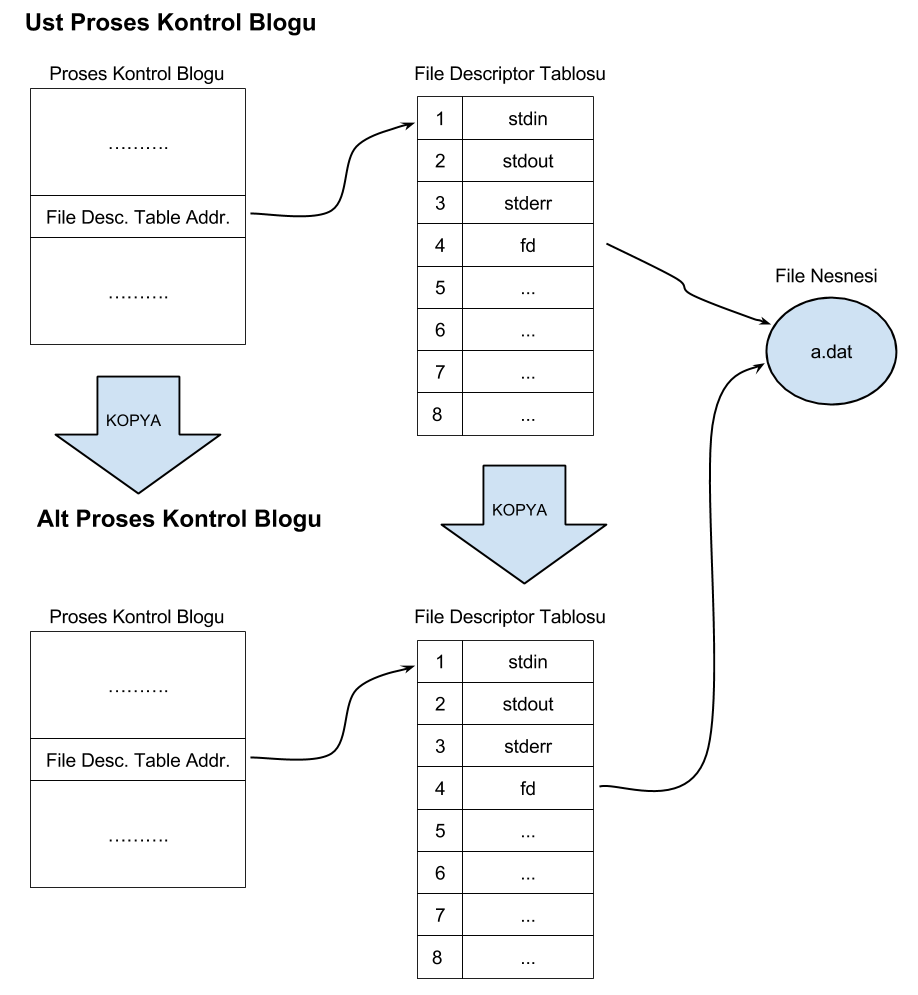 Ust Proses Kontrol Blogu
Proses Kontrol Blogu
..........
File Desc. Table Addr.
..........
File Descriptor Tablosu
1 stdin
2 stdout
3 stderr
4 fd
5 ...
6 ...
7 ...
8 ...
File Nesnesi
a.dat
KOPYA
KOPYA
Alt Proses Kontrol Blogu
Proses Kontrol Blogu
..........
File Desc. Table Addr.
..........
File Descriptor Tablosu
1 stdin
2 stdout
3 stderr
4 fd
5 ...
6 ...
7 ...
8 ...